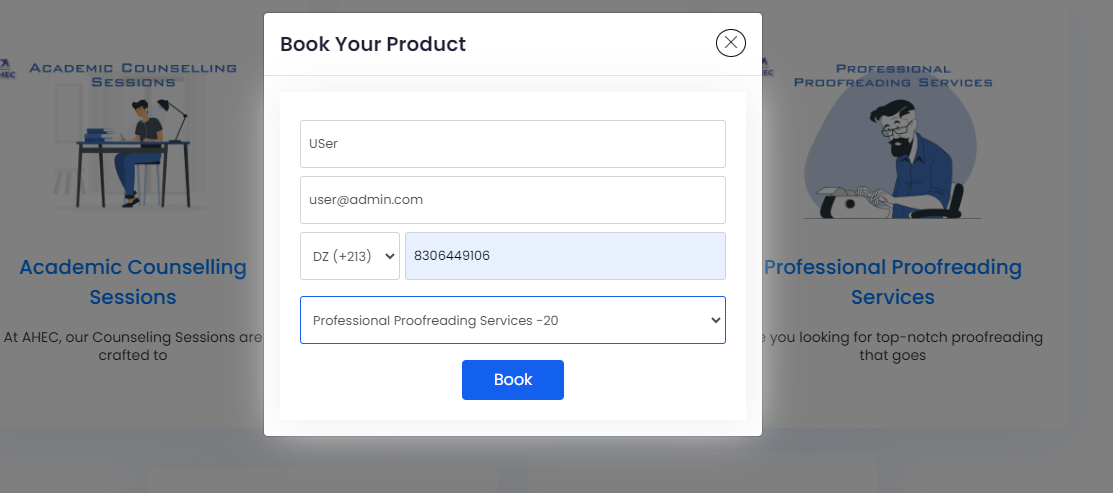 Book Your Product
USer
user@admin.com
DZ (+213)
8306449106
Professional Proofreading Services -20
Book
HEC
ACADEMIC COUNSELLING
SESSIONS
Academic Counselling
Sessions
At AHEC, our Counseling Sessions are
crafted to
HEC
PROFESSIONAL
PROOFREADING SERVICES
Professional Proofreading
Services
e you looking for top-notch proofreading
that goes